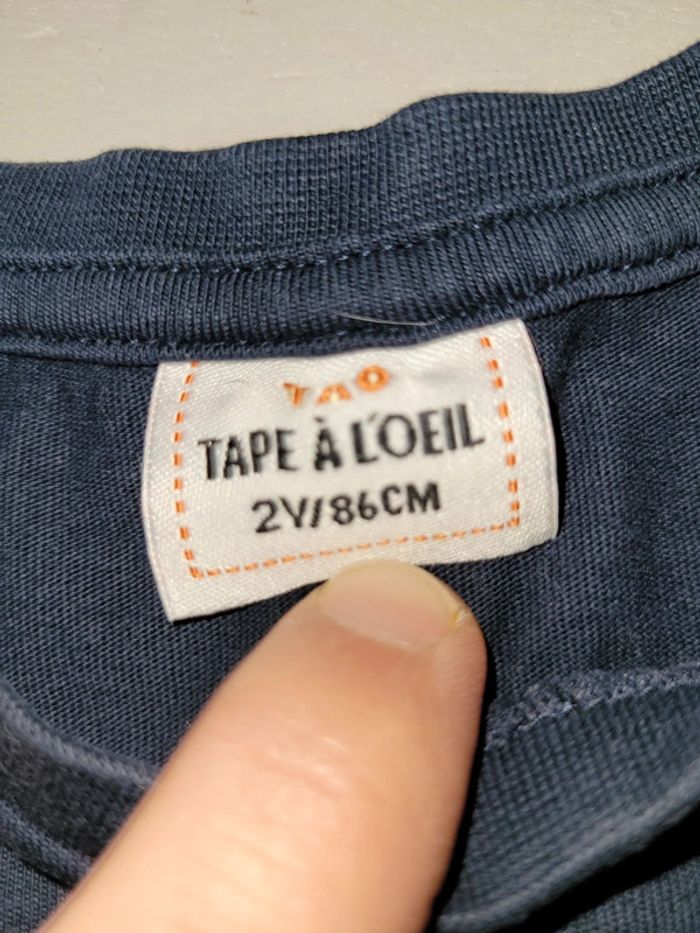 TAO
TAPE À L'OEIL
2Y/86CM